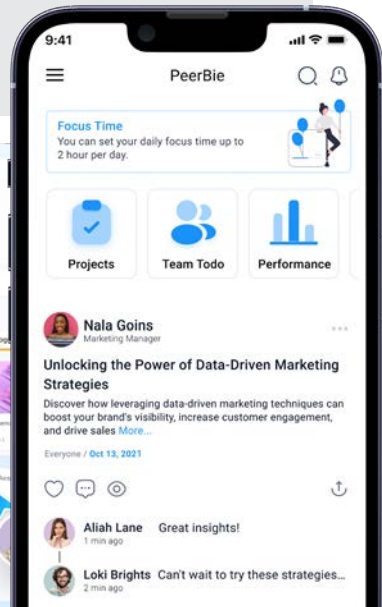 9:41
PeerBie
Focus Time
You can set your daily focus time up to
2 hour per day.
Projects
Team Todo
Performance
Nala Goins
Marketing Manager
Unlocking the Power of Data-Driven Marketing
Strategies
Discover how leveraging data-driven marketing techniques can
boost your brand's visibility, increase customer engagement,
and drive sales More...
Everyone / Oct 13, 2021
Aliah Lane Great insights!
1 min ago
Loki Brights Can't wait to try these strategies...
2 min ago